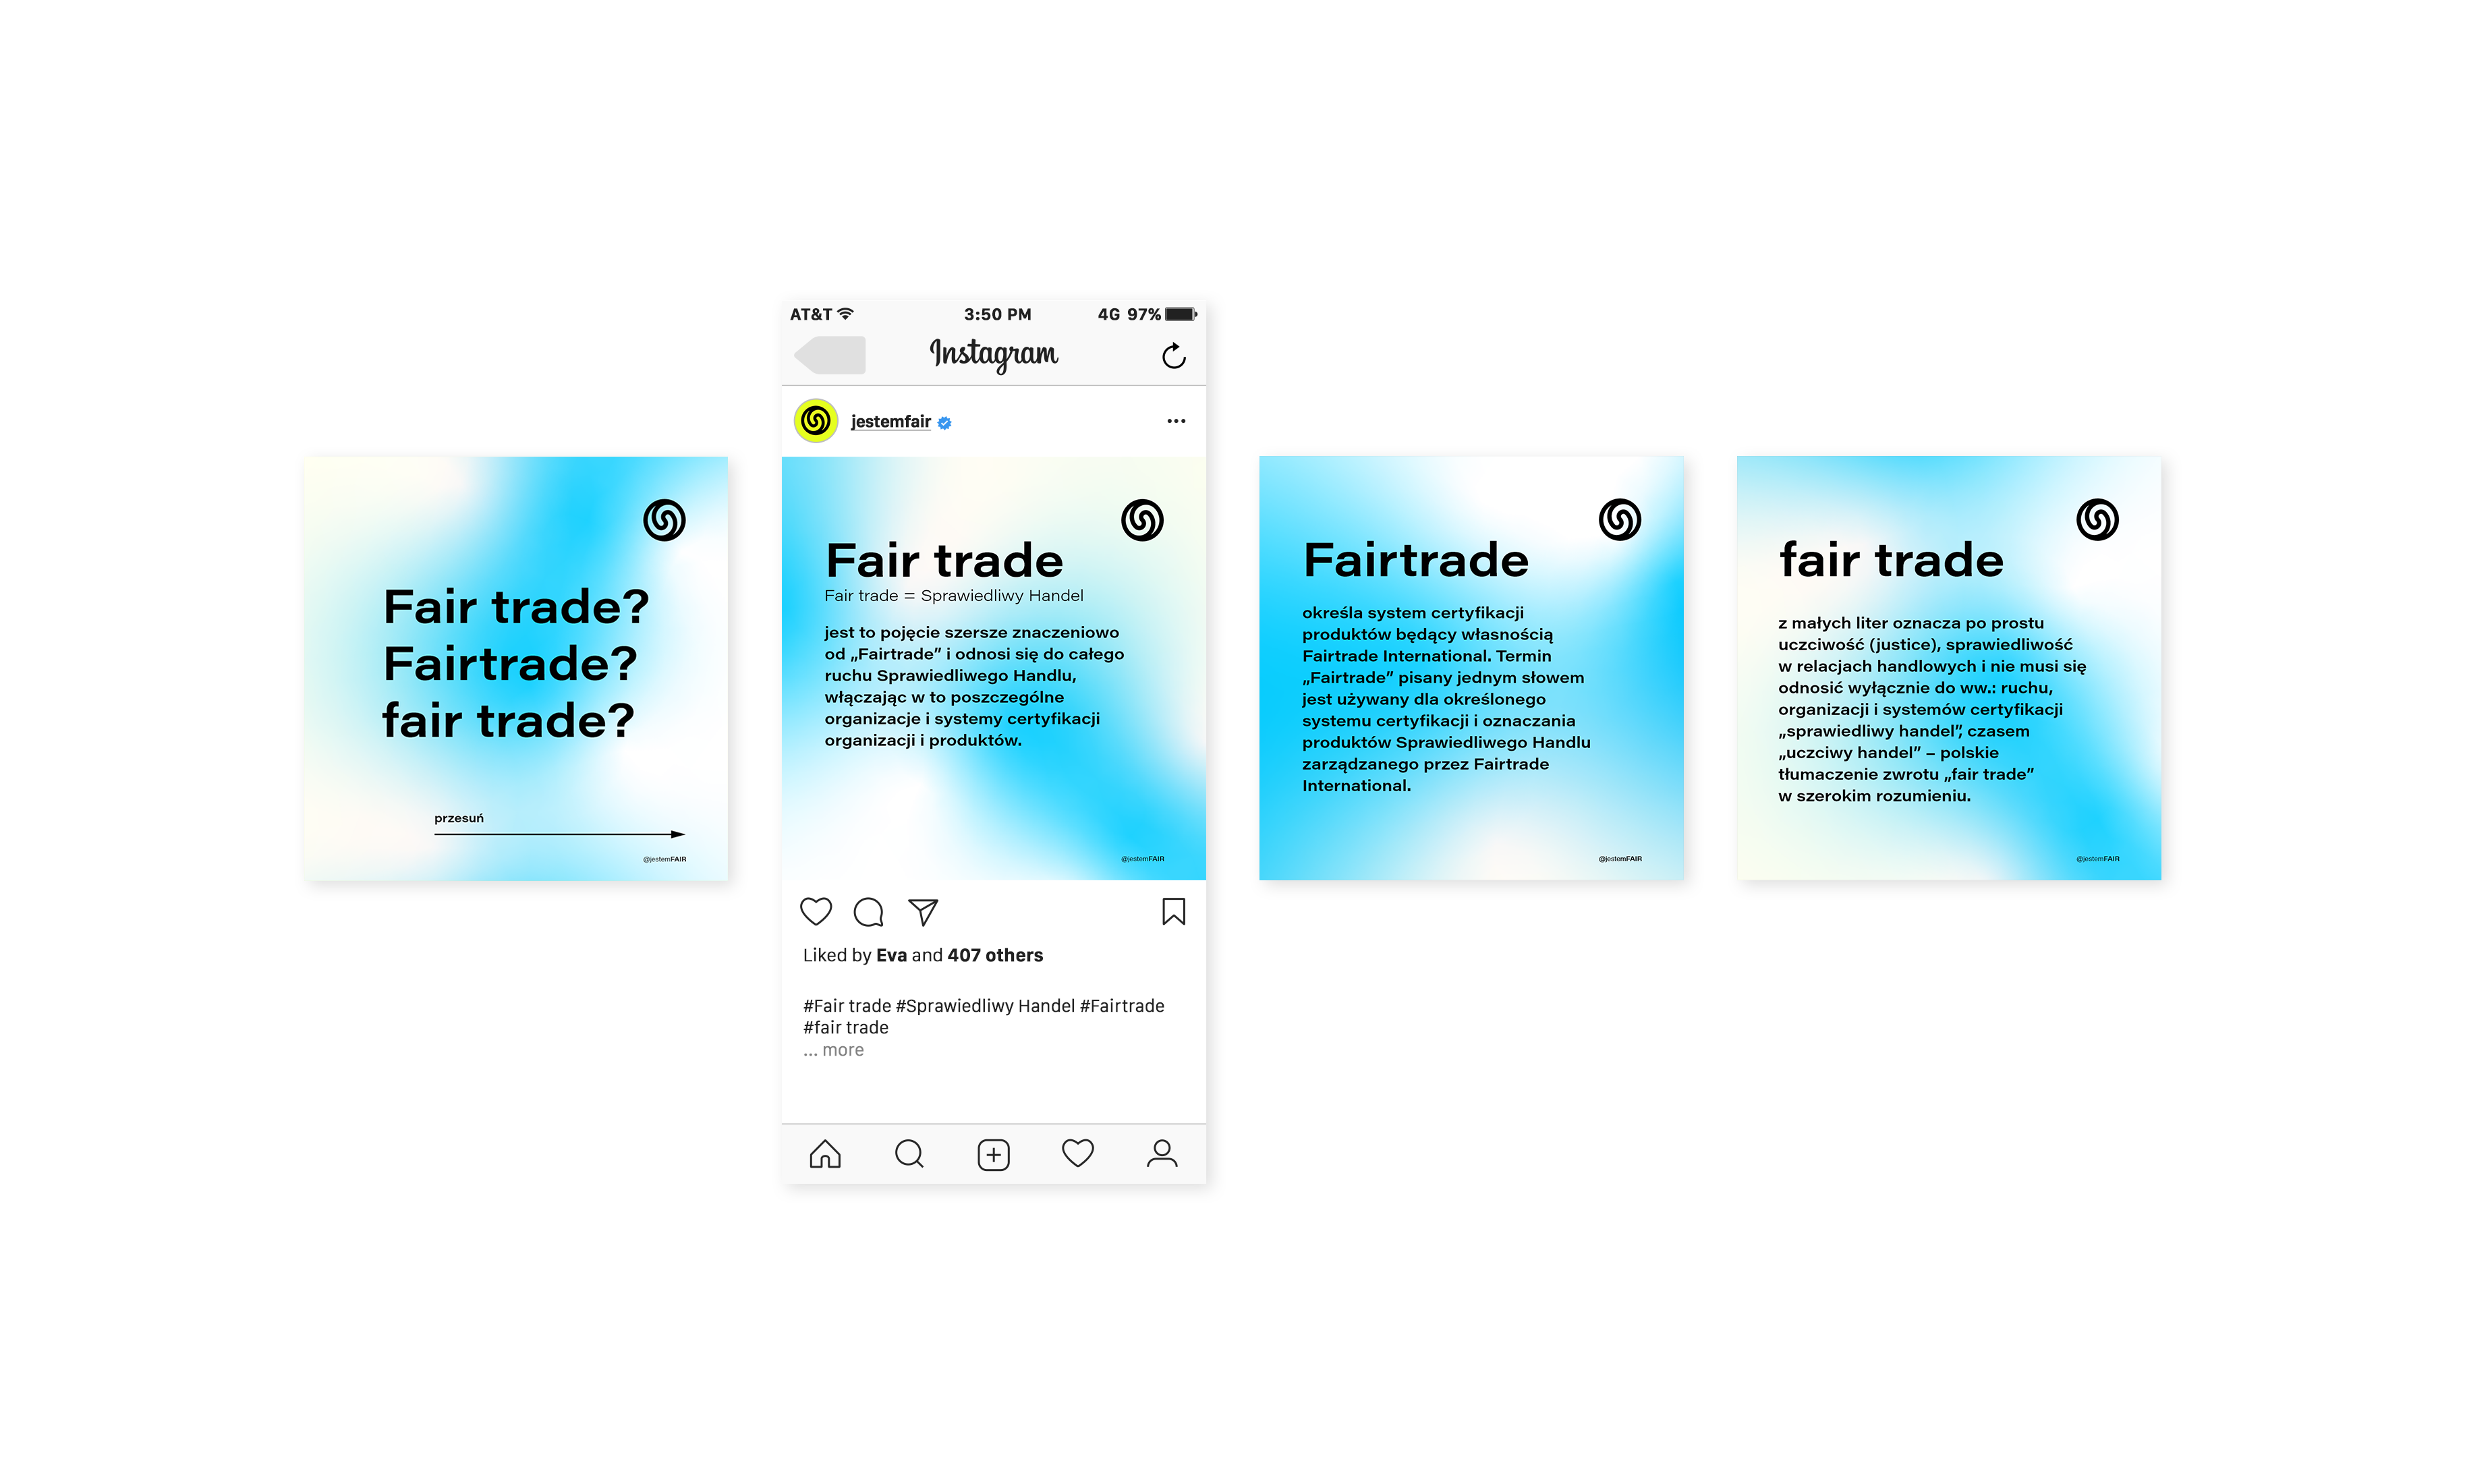 Fair trade?
Fairtrade?
fair trade?
przesuń
@jestemFAIR
AT&T 3:50 PM 4G 97%
Instagram
jestemfair
Fair trade
Fair trade = Sprawiedliwy Handel
jest to pojęcie szersze znaczeniowo
od „Fairtrade” i odnosi się do całego
ruchu Sprawiedliwego Handlu,
włączając w to poszczególne
organizacje i systemy certyfikacji
organizacji i produktów.
@jestemFAIR
Liked by Eva and 407 others
#Fair trade #Sprawiedliwy Handel #Fairtrade
#fair trade
... more
Fairtrade
określa system certyfikacji
produktów będący własnością
Fairtrade International. Termin
„Fairtrade” pisany jednym słowem
jest używany dla określonego
systemu certyfikacji i oznaczania
produktów Sprawiedliwego Handlu
zarządzanego przez Fairtrade
International.
@jestemFAIR
fair trade
z małych liter oznacza po prostu
uczciwość (justice), sprawiedliwość
w relacjach handlowych i nie musi się
odnosić wyłącznie do ww.: ruchu,
organizacji i systemów certyfikacji
„sprawiedliwy handel”, czasem
„uczciwy handel” – polskie
tłumaczenie zwrotu „fair trade”
w szerokim rozumieniu.
@jestemFAIR